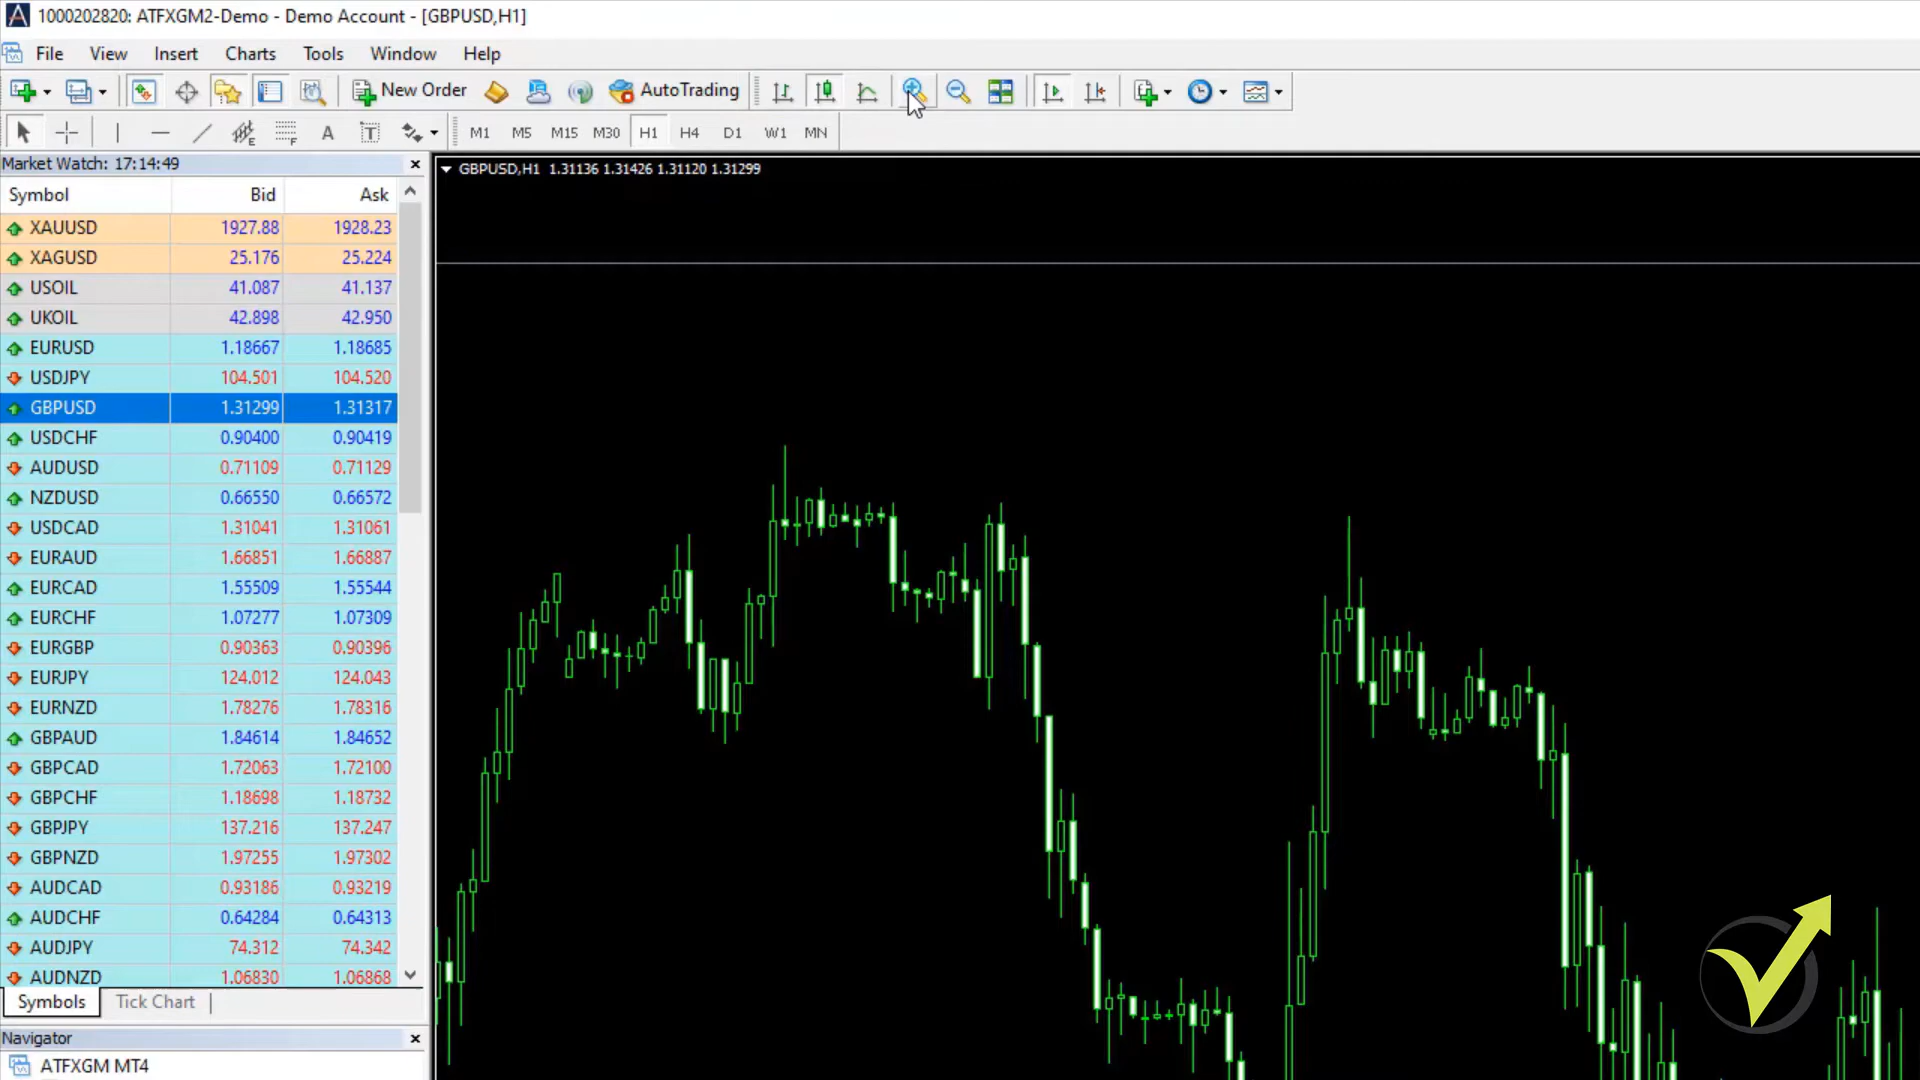 1000202820: ATFXGM2-Demo - Demo Account - [GBPUSD,H1]
File View Insert Charts Tools Window Help
New Order AutoTrading
A T M1 M5 M15 M30 H1 H4 D1 W1 MN
Market Watch: 17:14:49
GBPUSD,H1 1.31136 1.31426 1.31120 1.31299
Symbol Bid Ask
XAUUSD 1927.88 1928.23
XAGUSD 25.176 25.224
USOIL 41.087 41.137
UKOIL 42.898 42.950
EURUSD 1.18667 1.18685
USDJPY 104.501 104.520
GBPUSD 1.31299 1.31317
USDCHF 0.90400 0.90419
AUDUSD 0.71109 0.71129
NZDUSD 0.66550 0.66572
USDCAD 1.31041 1.31061
EURAUD 1.66851 1.66887
EURCAD 1.55509 1.55544
EURCHF 1.07277 1.07309
EURGBP 0.90363 0.90396
EURJPY 124.012 124.043
EURNZD 1.78276 1.78316
GBPAUD 1.84614 1.84652
GBPCAD 1.72063 1.72100
GBPCHF 1.18698 1.18732
GBPJPY 137.216 137.247
GBPNZD 1.97255 1.97302
AUDCAD 0.93186 0.93219
AUDCHF 0.64284 0.64313
AUDJPY 74.312 74.342
AUDNZD 1.06830 1.06868
Symbols Tick Chart
Navigator
ATFXGM MT4